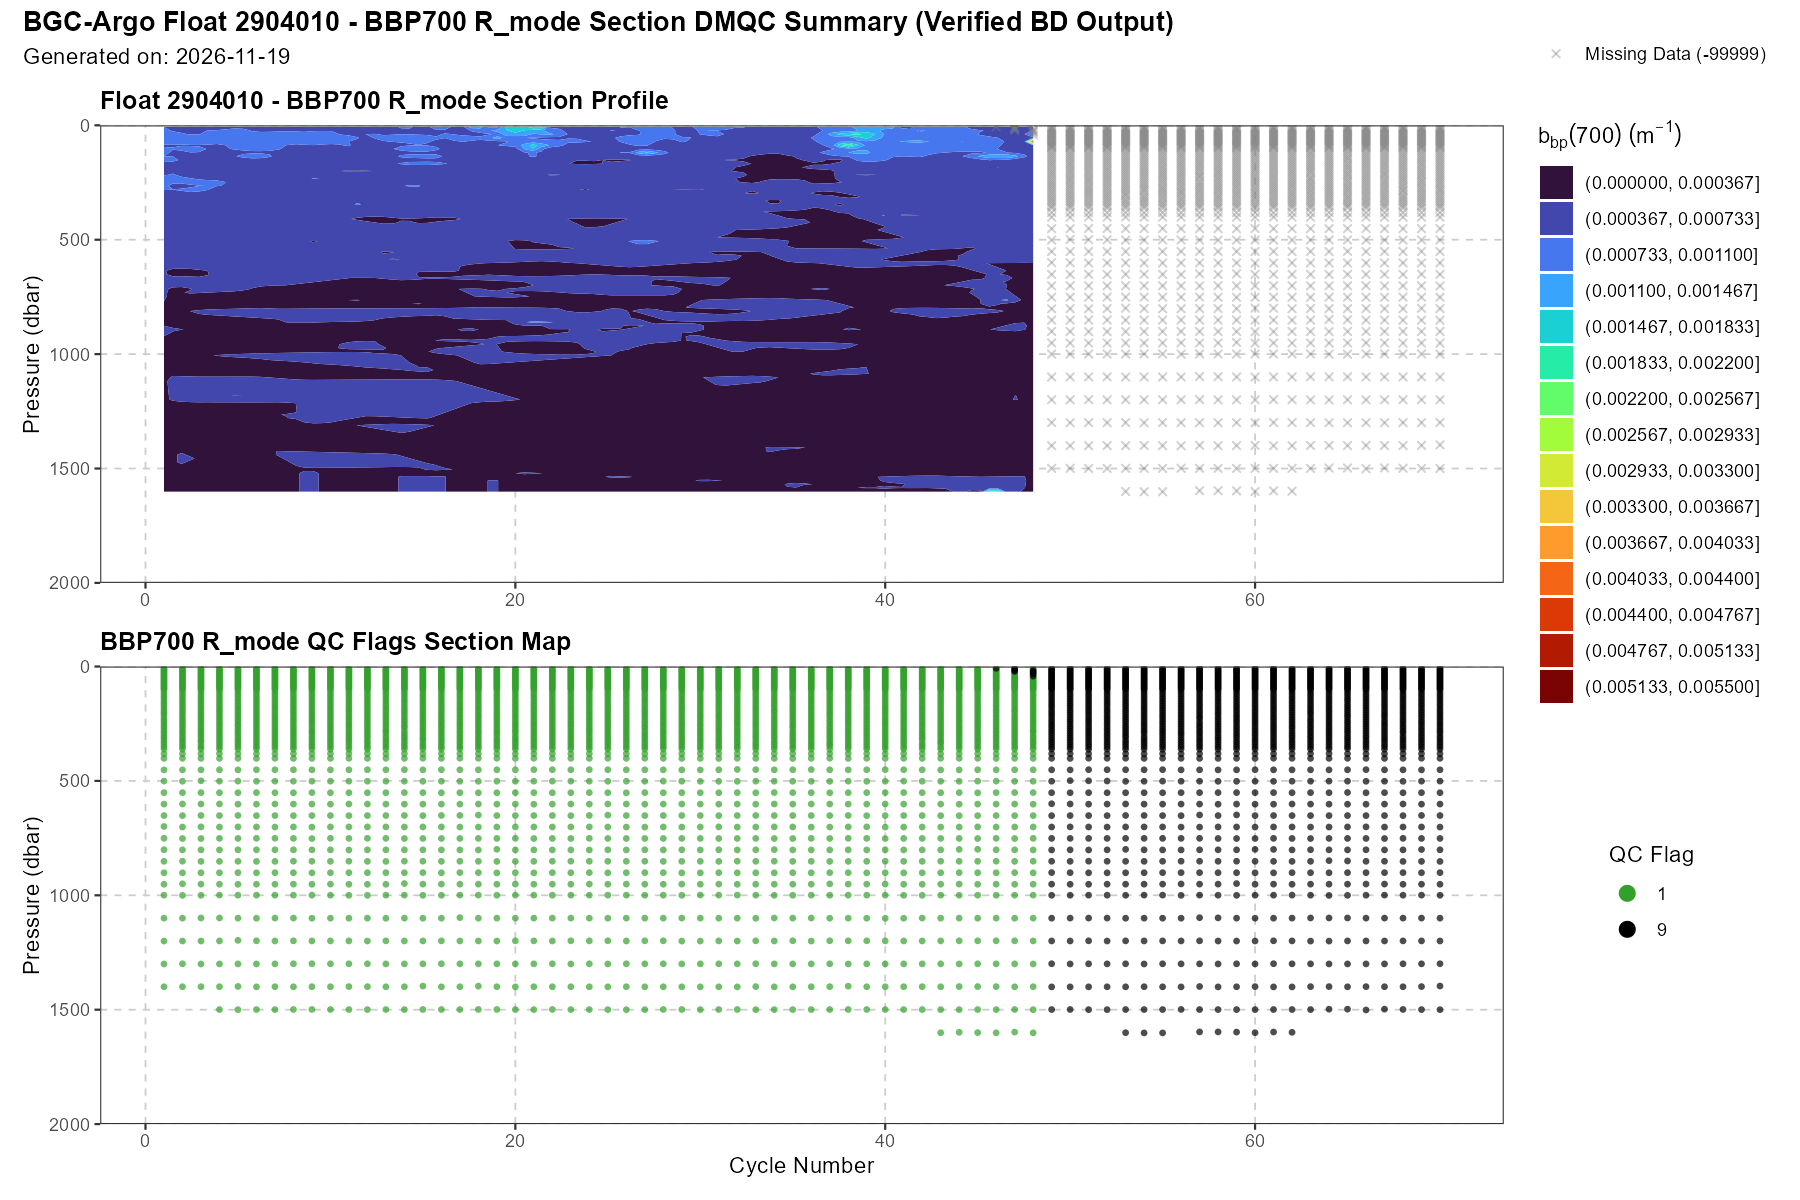 BGC-Argo Float 2904010 - BBP700 R_mode Section DMQC Summary (Verified BD Output)
Generated on: 2026-11-19
Missing Data (-99999)
Float 2904010 - BBP700 R_mode Section Profile
0
500
1000
1500
2000
Pressure (dbar)
0 20 40 60
b_bp(700) (m⁻¹)
(0.000000, 0.000367]
(0.000367, 0.000733]
(0.000733, 0.001100]
(0.001100, 0.001467]
(0.001467, 0.001833]
(0.001833, 0.002200]
(0.002200, 0.002567]
(0.002567, 0.002933]
(0.002933, 0.003300]
(0.003300, 0.003667]
(0.003667, 0.004033]
(0.004033, 0.004400]
(0.004400, 0.004767]
(0.004767, 0.005133]
(0.005133, 0.005500]
BBP700 R_mode QC Flags Section Map
0
500
1000
1500
2000
Pressure (dbar)
0 20 40 60
Cycle Number
QC Flag
1
9